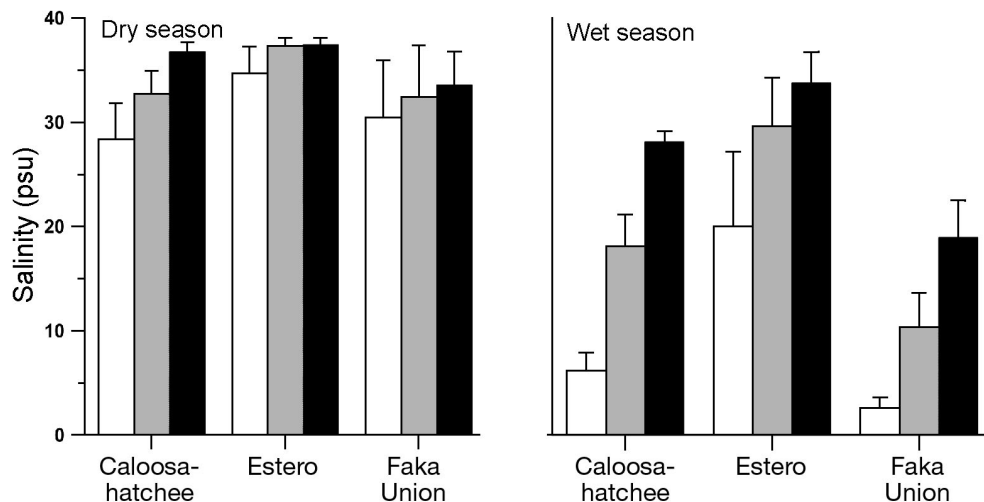 Dry season
Wet season
Salinity (psu)
40
30
20
10
0
Caloosa-
hatchee
Estero
Faka
Union
Caloosa-
hatchee
Estero
Faka
Union